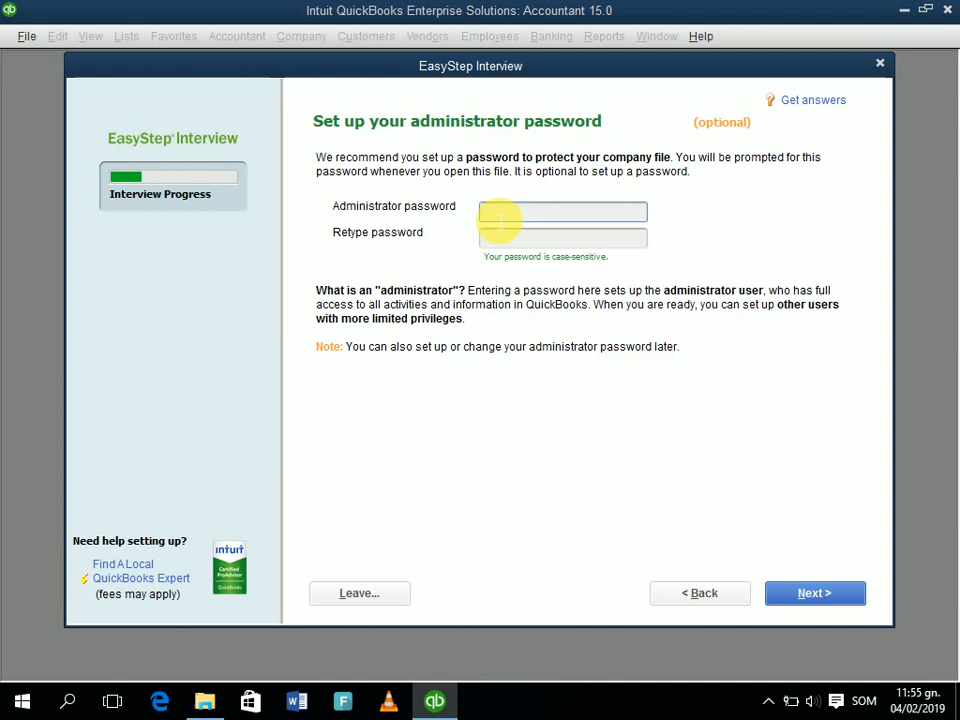 Intuit QuickBooks Enterprise Solutions: Accountant 15.0
File Edit View Lists Favorites Accountant Company Customers Vendors Employees Banking Reports Window Help
EasyStep Interview
Get answers
EasyStep Interview
Interview Progress
Set up your administrator password (optional)
We recommend you set up a password to protect your company file. You will be prompted for this
password whenever you open this file. It is optional to set up a password.
Administrator password
Retype password
Your password is case-sensitive.
What is an "administrator"? Entering a password here sets up the administrator user, who has full
access to all activities and information in QuickBooks. When you are ready, you can set up other users
with more limited privileges.
Note: You can also set up or change your administrator password later.
Need help setting up?
Find A Local
QuickBooks Expert
(fees may apply)
intuit
Certified
ProAdvisor
QuickBooks
Leave...
< Back
Next >
SOM
11:55 gn.
04/02/2019